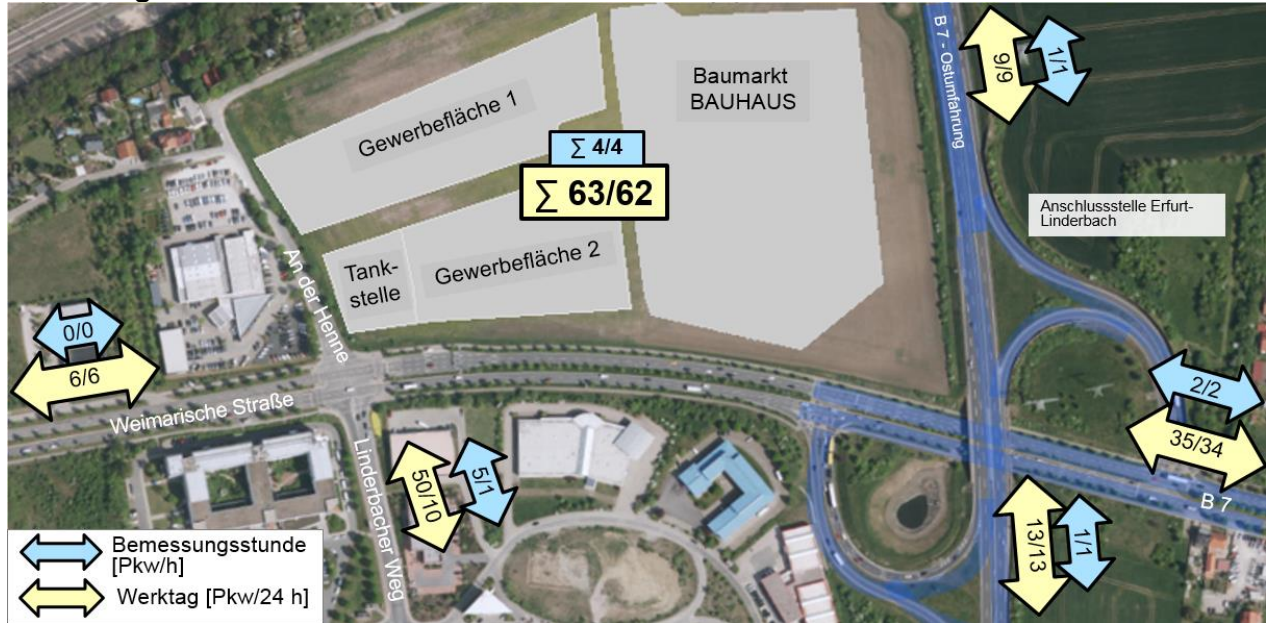 B 7 - Ostumfahrung
9/9
1/1
Baumarkt
BAUHAUS
Gewerbefläche 1
∑ 4/4
∑ 63/62
Anschlussstelle Erfurt-
Linderbach
Tank-
stelle
Gewerbefläche 2
An der Henne
0/0
6/6
Weimarische Straße
2/2
35/34
B 7
Linderbacher Weg
50/10
5/1
13/13
1/1
Bemessungsstunde
[Pkw/h]
Werktag [Pkw/24 h]